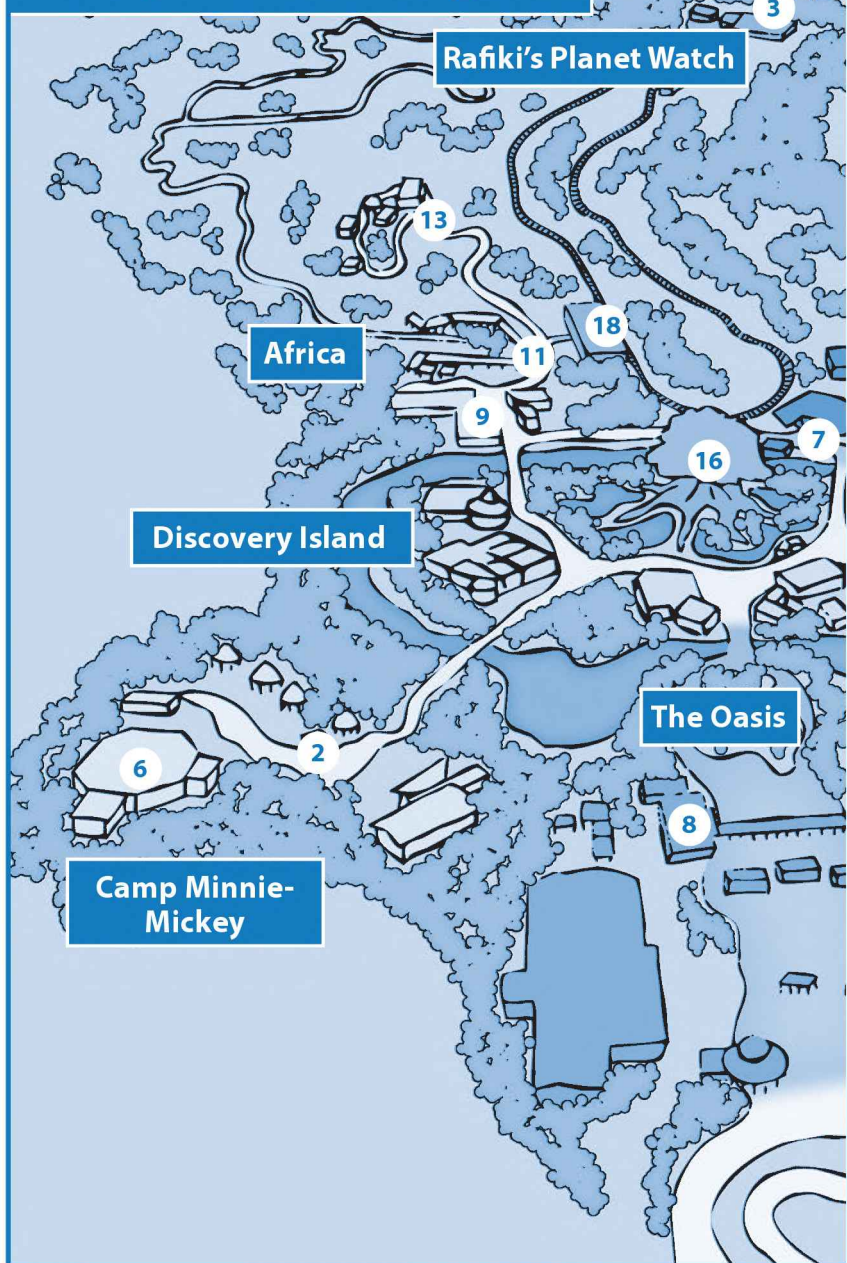 3
Rafiki's Planet Watch
13
18
Africa
11
9
7
16
Discovery Island
The Oasis
2
6
8
Camp Minnie-
Mickey